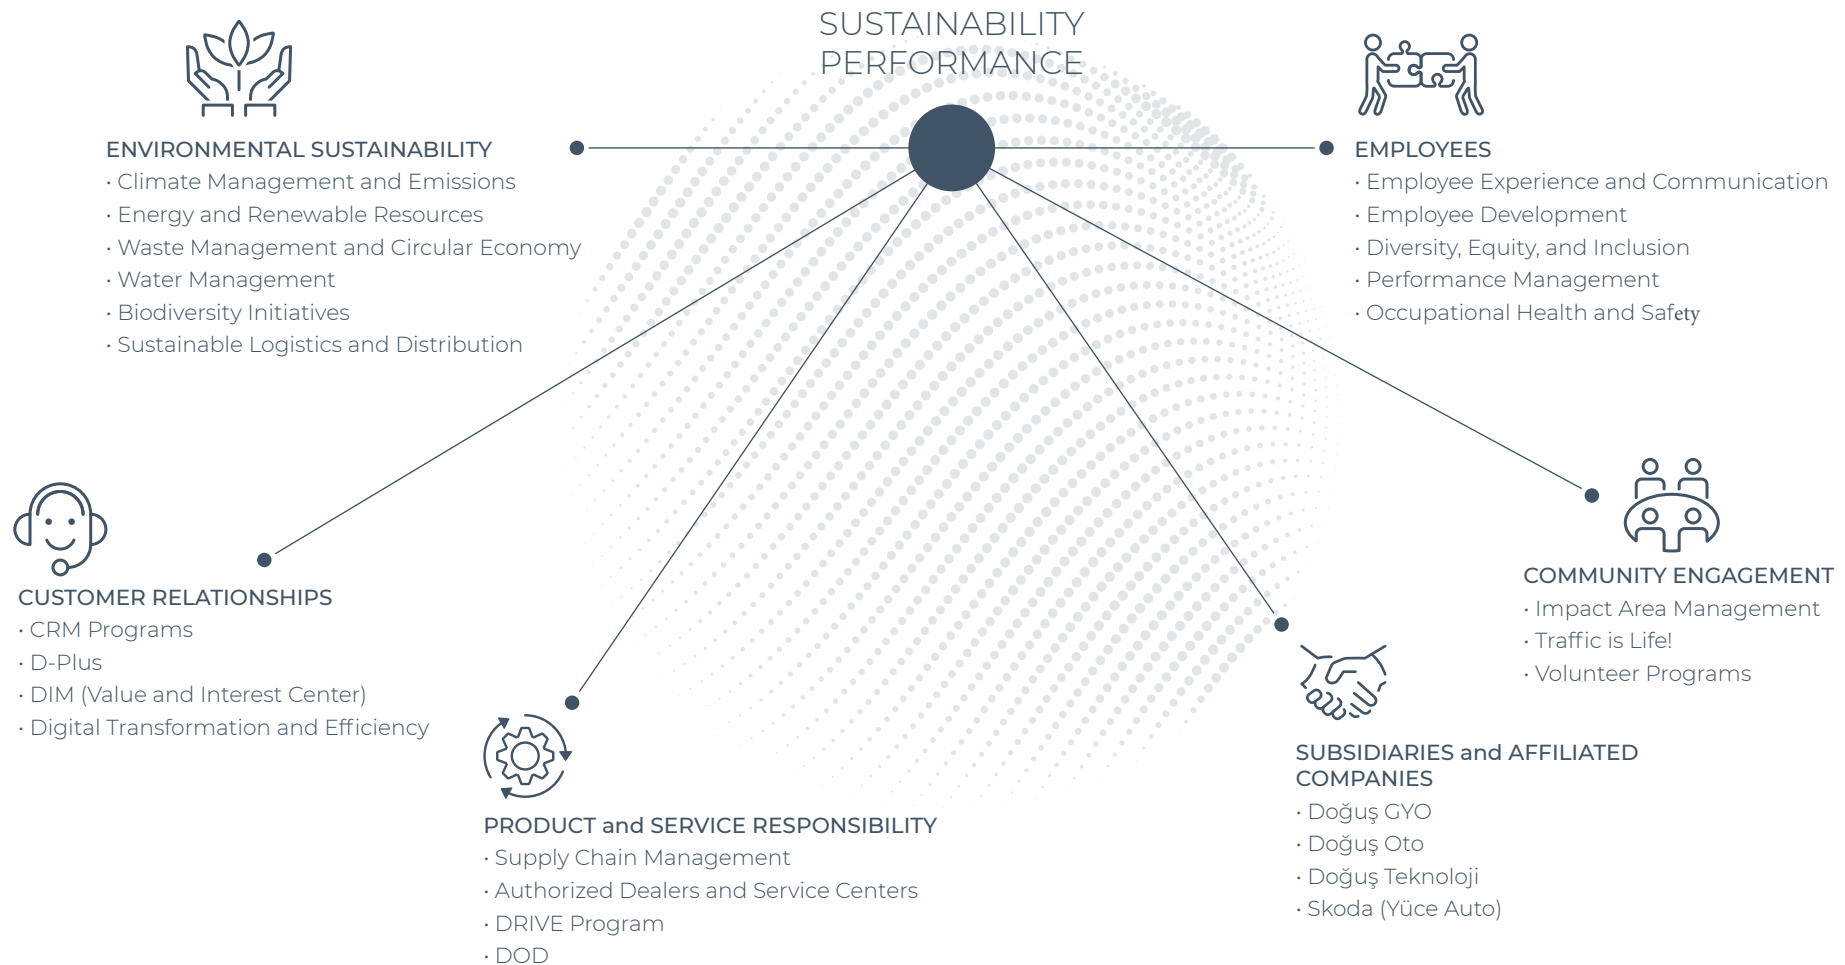 SUSTAINABILITY
PERFORMANCE
ENVIRONMENTAL SUSTAINABILITY
· Climate Management and Emissions
· Energy and Renewable Resources
· Waste Management and Circular Economy
· Water Management
· Biodiversity Initiatives
· Sustainable Logistics and Distribution
EMPLOYEES
· Employee Experience and Communication
· Employee Development
· Diversity, Equity, and Inclusion
· Performance Management
· Occupational Health and Safety
CUSTOMER RELATIONSHIPS
· CRM Programs
· D-Plus
· DIM (Value and Interest Center)
· Digital Transformation and Efficiency
PRODUCT and SERVICE RESPONSIBILITY
· Supply Chain Management
· Authorized Dealers and Service Centers
· DRIVE Program
· DOD
SUBSIDIARIES and AFFILIATED
COMPANIES
· Doğuş GYO
· Doğuş Oto
· Doğuş Teknoloji
· Skoda (Yüce Auto)
COMMUNITY ENGAGEMENT
· Impact Area Management
· Traffic is Life!
· Volunteer Programs